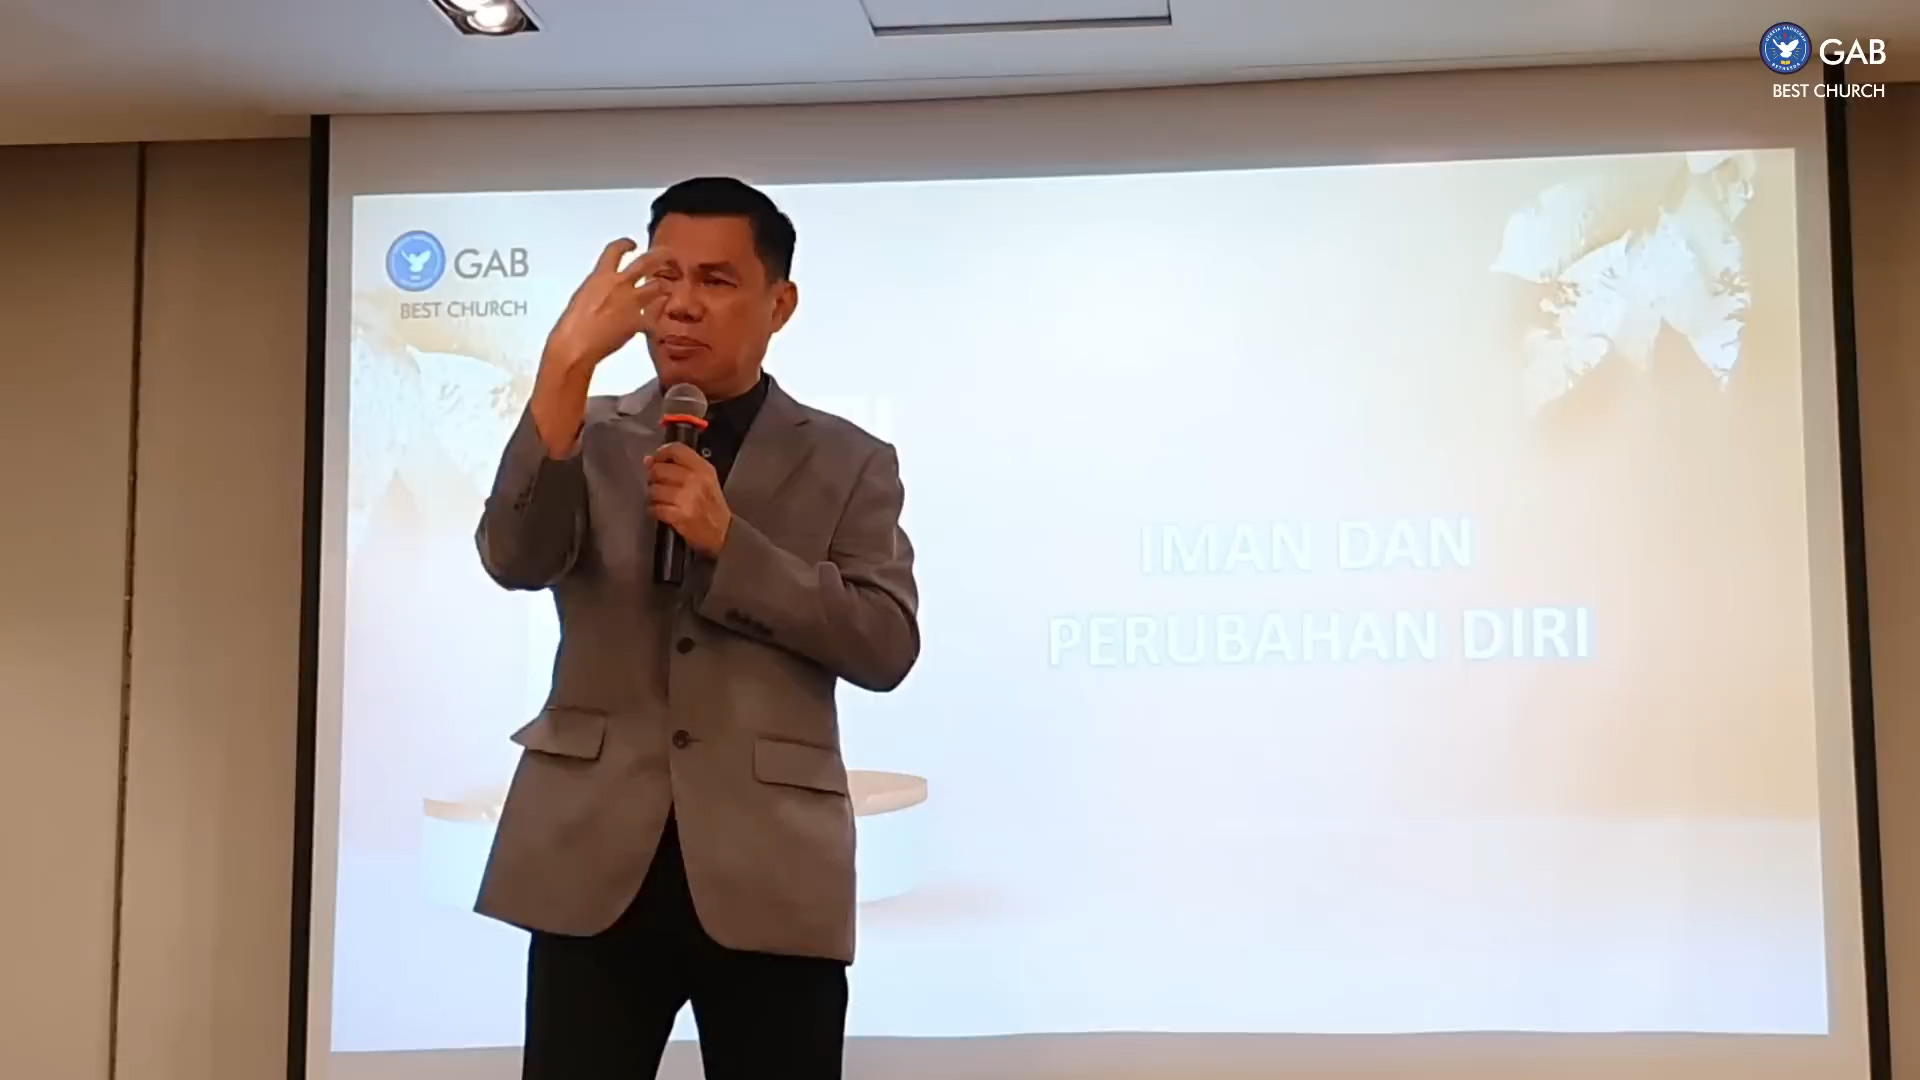 GAB
BEST CHURCH
GAB
BEST CHURCH
IMAN DAN
PERUBAHAN DIRI